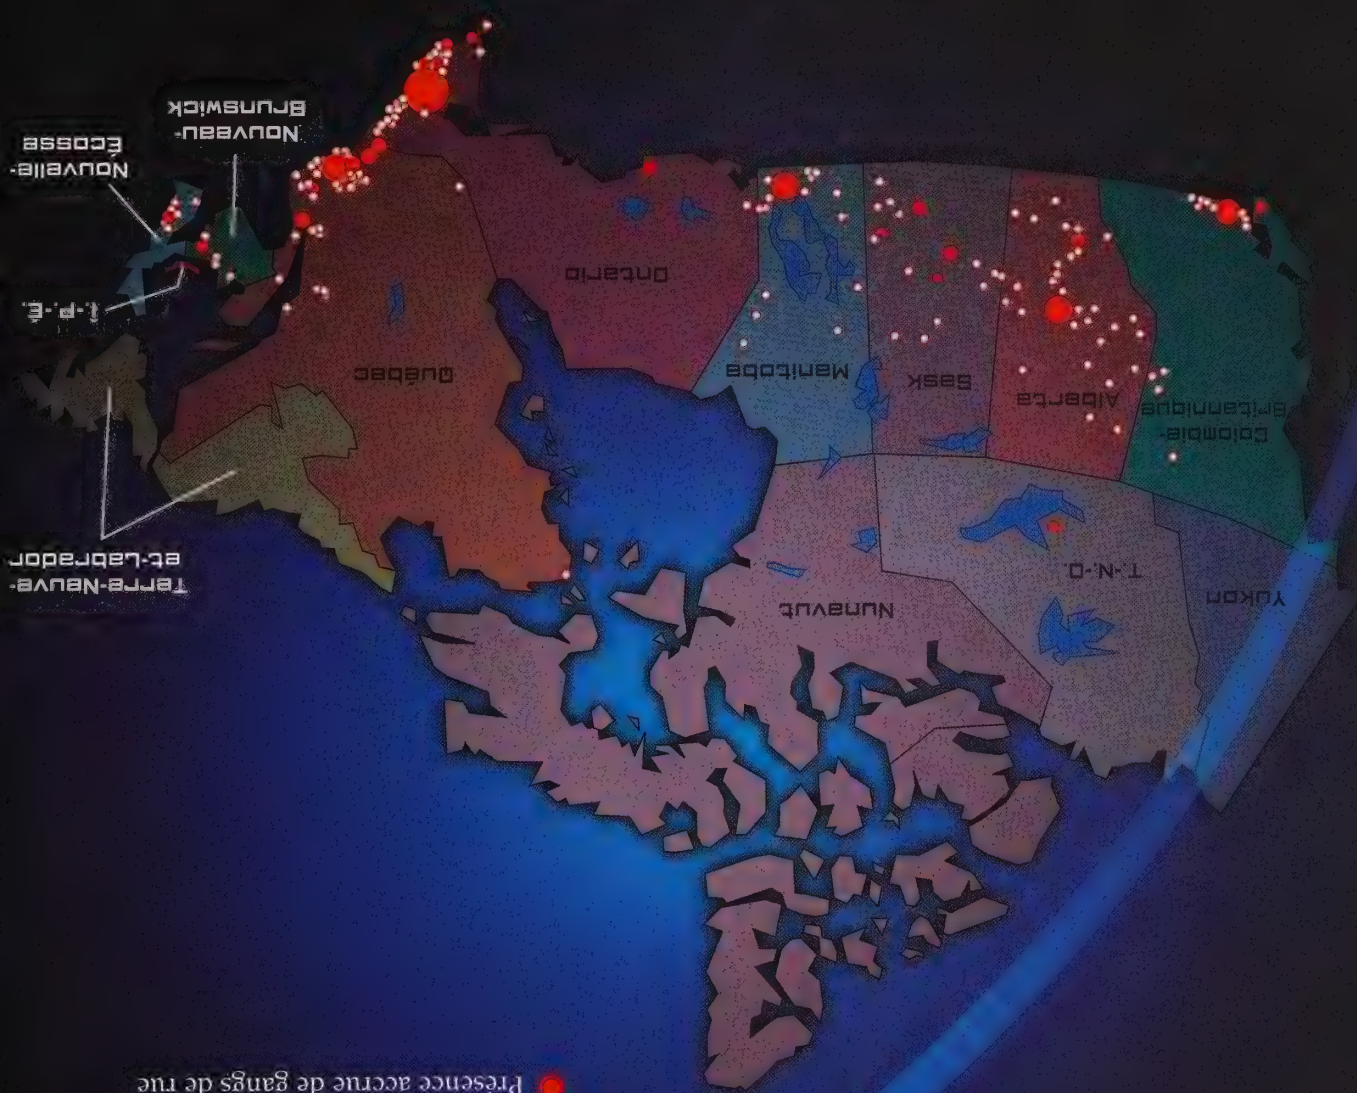 Présence accrue de gangs de rue
Terre-Neuve-
et-Labrador
Yukon
T.-N.-O.
Nunavut
Colombie-
Britannique
Alberta
Sask
Manitoba
Ontario
Québec
Î.-P.-É.
Nouvelle-
Écosse
Nouveau-
Brunswick